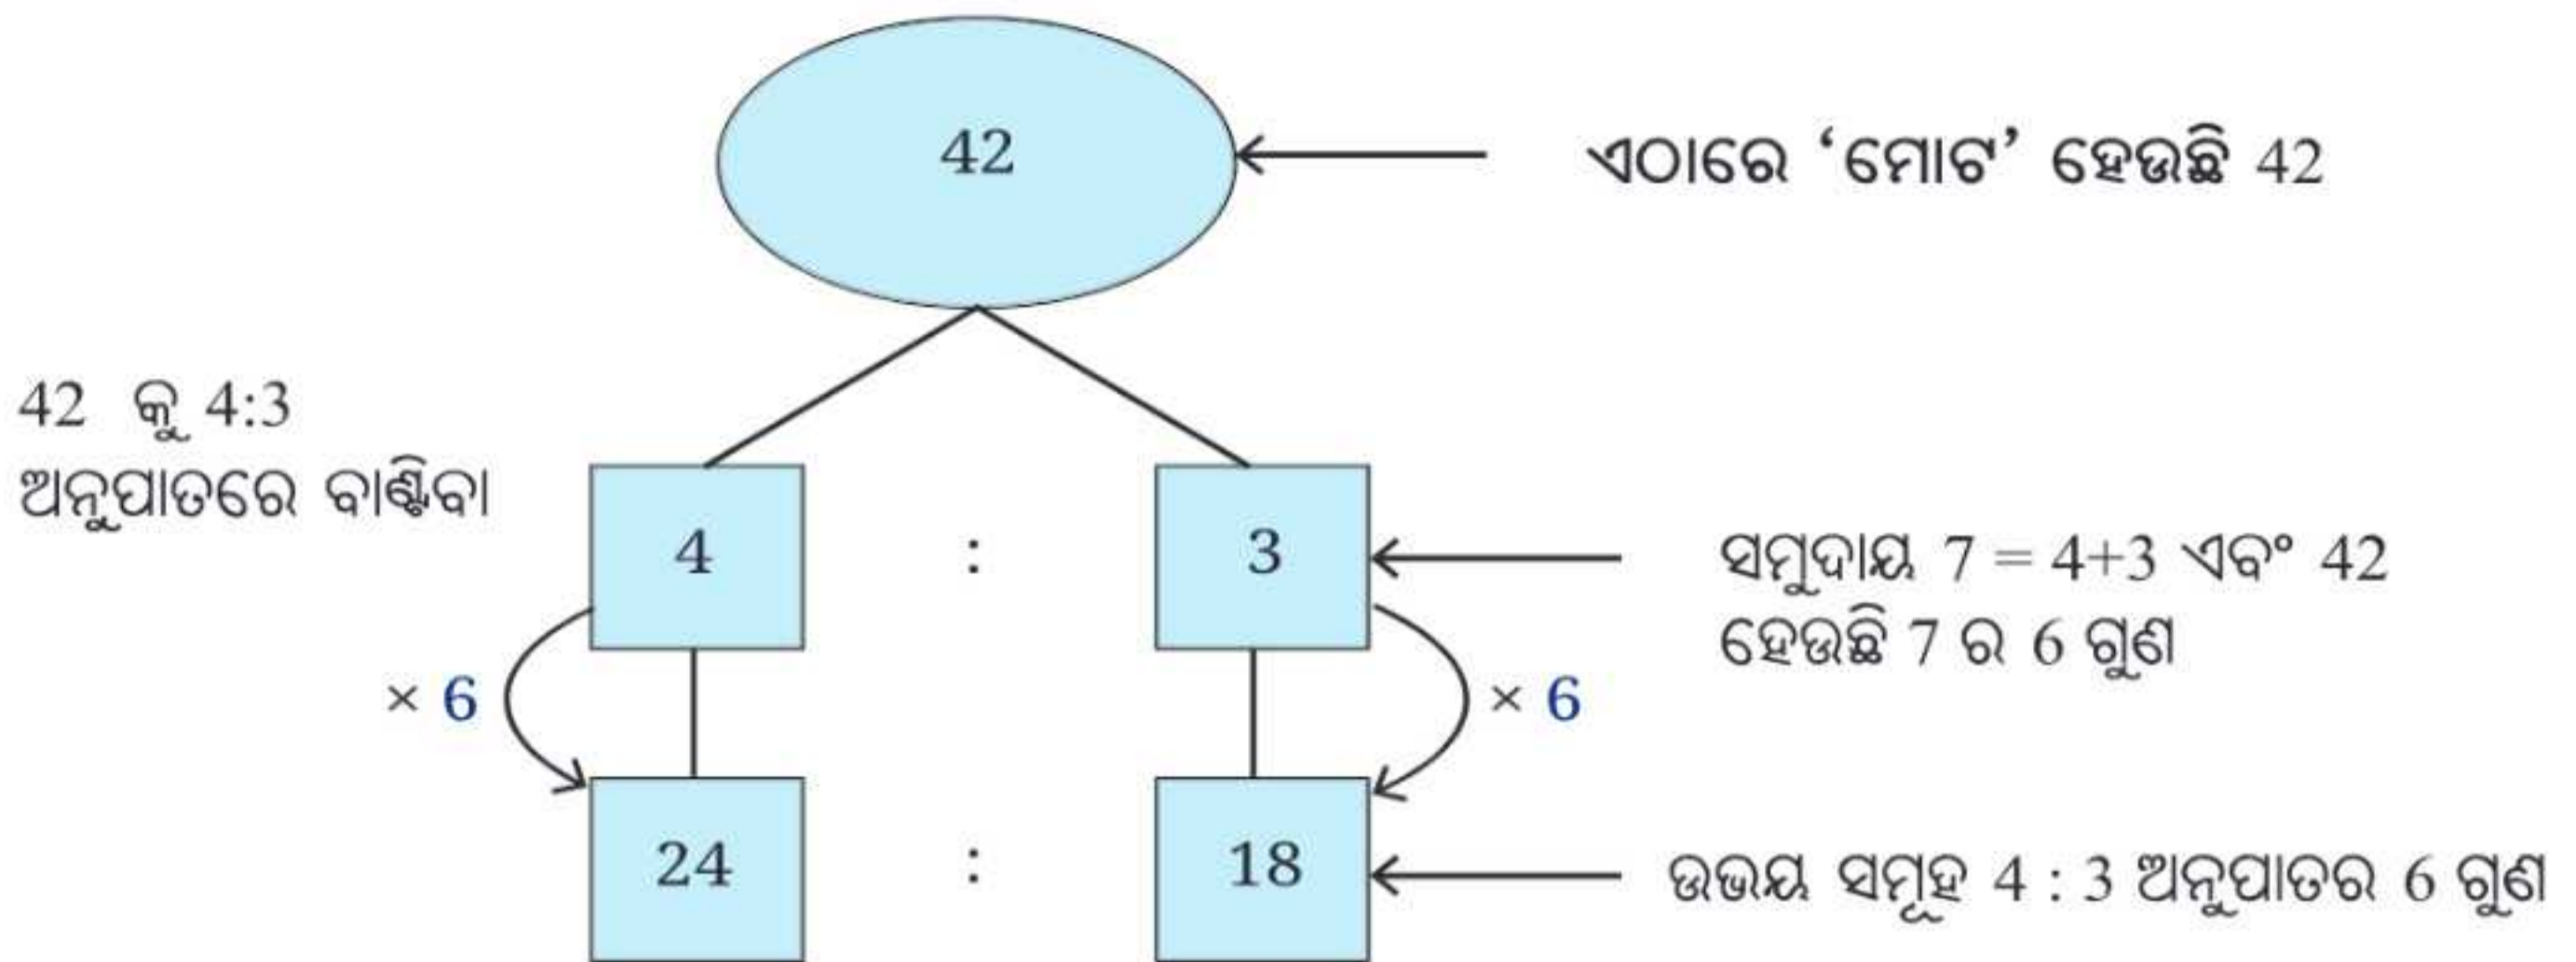 42
ଏଠାରେ ‘ମୋଟ’ ହେଉଛି 42
42 କୁ 4:3
ଅନୁପାତରେ ବାଣ୍ଟିବା
4 : 3
ସମୁଦାୟ 7 = 4+3 ଏବଂ 42
ହେଉଛି 7 ର 6 ଗୁଣ
× 6
× 6
24 : 18
ଉଭୟ ସମୂହ 4 : 3 ଅନୁପାତର 6 ଗୁଣ